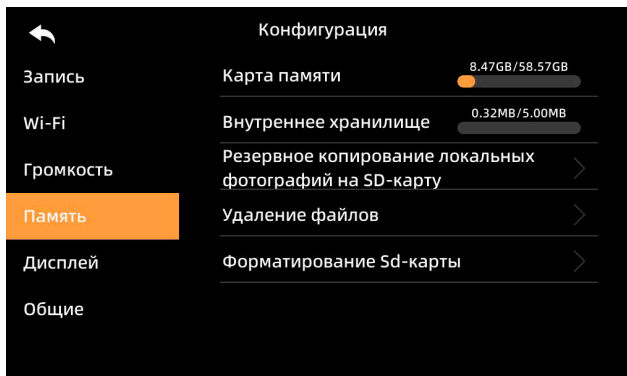 Конфигурация
Запись
Карта памяти
8.47GB/58.57GB
Wi-Fi
Внутреннее хранилище
0.32MB/5.00MB
Громкость
Резервное копирование локальных
фотографий на SD-карту
Память
Удаление файлов
Дисплей
Форматирование Sd-карты
Общие